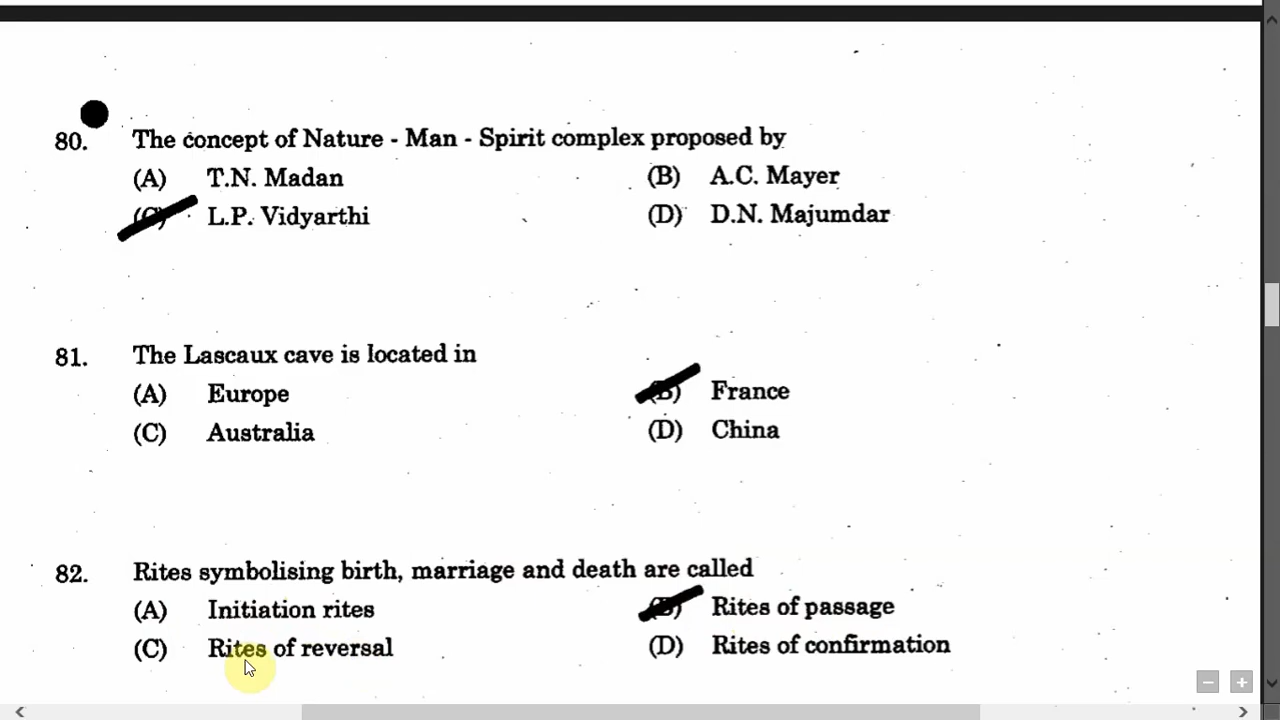 80. The concept of Nature - Man - Spirit complex proposed by
(A) T.N. Madan (B) A.C. Mayer
(C) L.P. Vidyarthi (D) D.N. Majumdar
81. The Lascaux cave is located in
(A) Europe (B) France
(C) Australia (D) China
82. Rites symbolising birth, marriage and death are called
(A) Initiation rites (B) Rites of passage
(C) Rites of reversal (D) Rites of confirmation